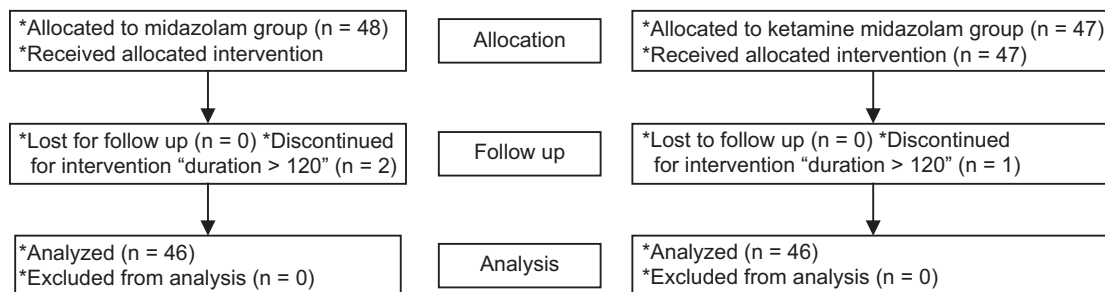 *Allocated to midazolam group (n = 48)
*Received allocated intervention
Allocation
*Allocated to ketamine midazolam group (n = 47)
*Received allocated intervention (n = 47)
*Lost for follow up (n = 0) *Discontinued
for intervention “duration > 120” (n = 2)
Follow up
*Lost to follow up (n = 0) *Discontinued
for intervention “duration > 120” (n = 1)
*Analyzed (n = 46)
*Excluded from analysis (n = 0)
Analysis
*Analyzed (n = 46)
*Excluded from analysis (n = 0)